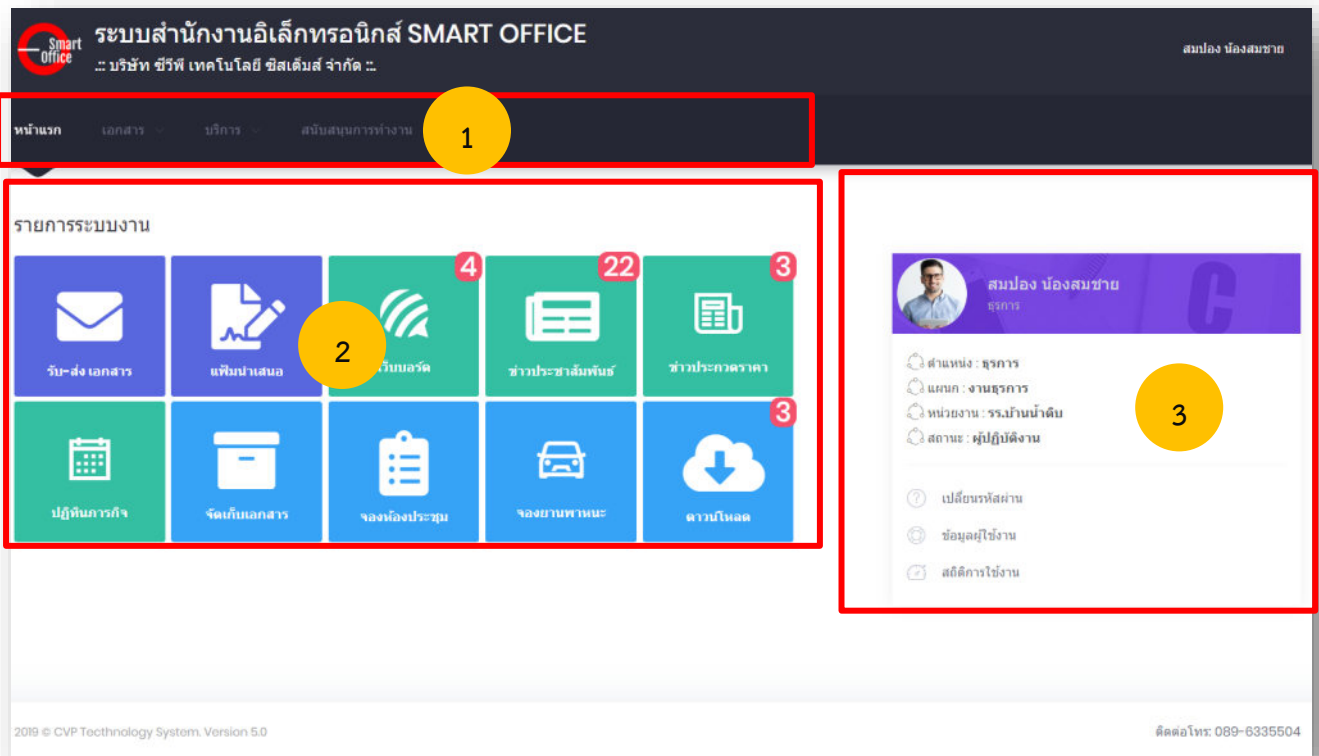 Smart
Office
ระบบสำนักงานอิเล็กทรอนิกส์ SMART OFFICE
.:: บริษัท ซีวีพี เทคโนโลยี ซิสเต็มส์ จำกัด ::.
สมปอง น้องสมชาย
หน้าแรก เอกสาร บริการ สนับสนุนการทำงาน
1
รายการระบบงาน
4 22 3
รับ-ส่ง เอกสาร แฟ้มนำเสนอ เว็บบอร์ด ข่าวประชาสัมพันธ์ ข่าวประกวดราคา
2
3
ปฏิทินภารกิจ จัดเก็บเอกสาร จองห้องประชุม จองยานพาหนะ ดาวน์โหลด
สมปอง น้องสมชาย
ธุรการ
ตำแหน่ง : ธุรการ
แผนก : งานธุรการ
หน่วยงาน : รร.บ้านน้ำดิบ
สถานะ : ผู้ปฏิบัติงาน
3
เปลี่ยนรหัสผ่าน
ข้อมูลผู้ใช้งาน
สถิติการใช้งาน
2019 © CVP Tecthnology System. Version 5.0
ติดต่อโทร: 089-6335504